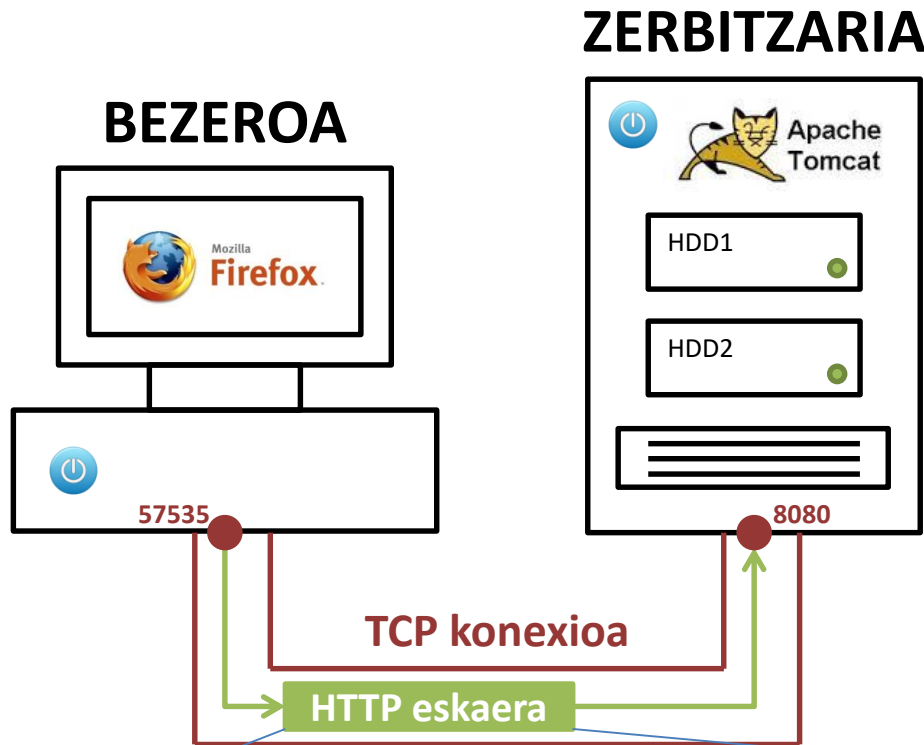 ZERBITZARIA
BEZEROA
Apache
Tomcat
Mozilla
Firefox.
HDD1
HDD2
57535
8080
TCP konexioa
HTTP eskaera